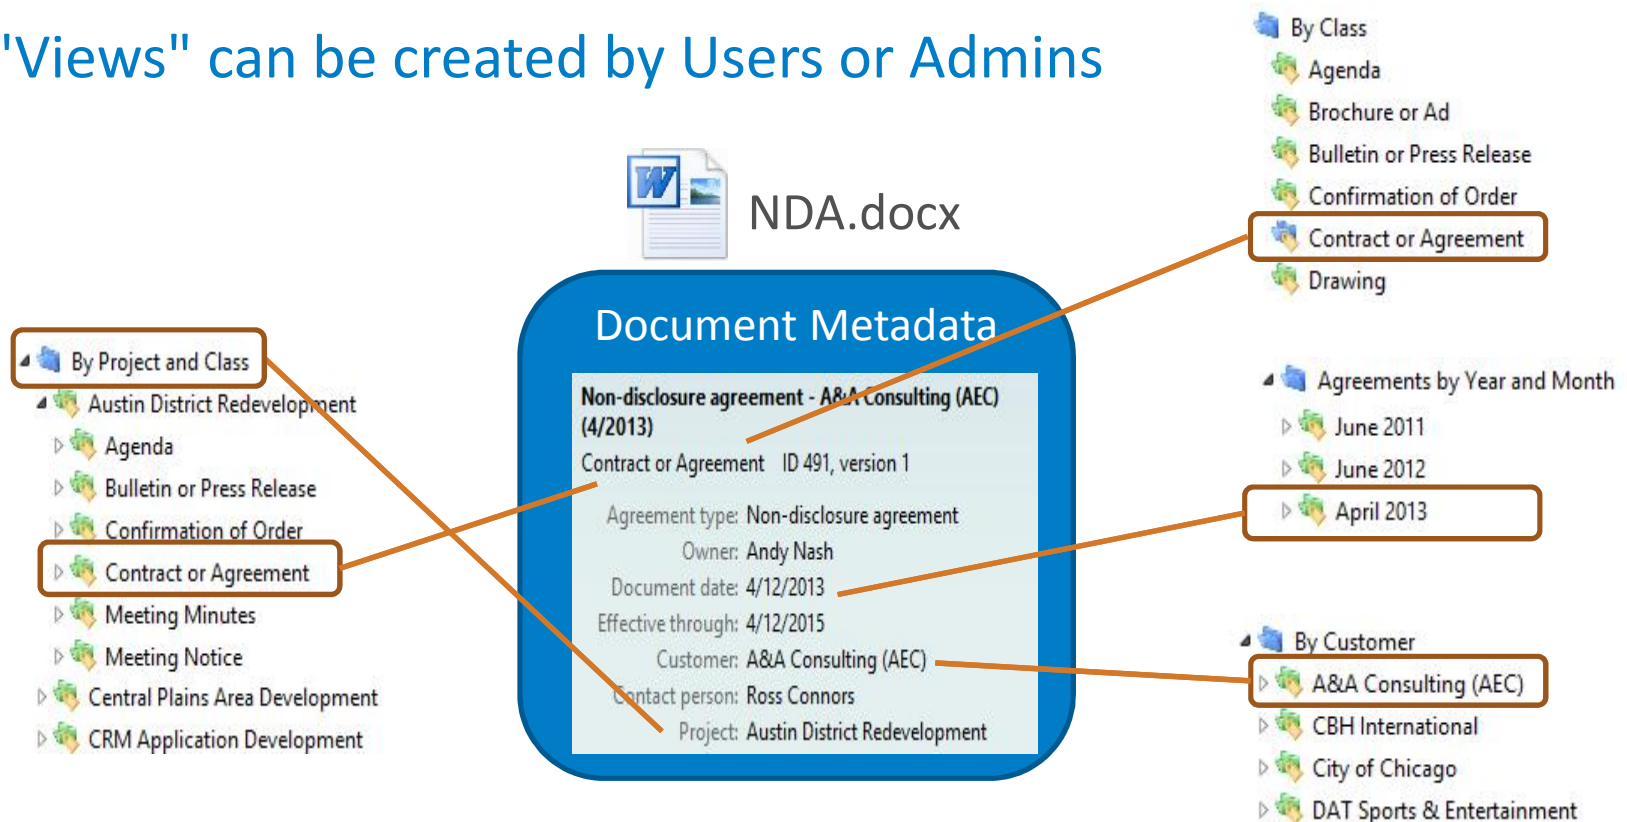 "Views" can be created by Users or Admins
W
NDA.docx
Document Metadata
Non-disclosure agreement - A&A Consulting (AEC)
(4/2013)
Contract or Agreement ID 491, version 1
Agreement type: Non-disclosure agreement
Owner: Andy Nash
Document date: 4/12/2013
Effective through: 4/12/2015
Customer: A&A Consulting (AEC)
Contact person: Ross Connors
Project: Austin District Redevelopment
By Project and Class
Austin District Redevelopment
Agenda
Bulletin or Press Release
Confirmation of Order
Contract or Agreement
Meeting Minutes
Meeting Notice
Central Plains Area Development
CRM Application Development
By Class
Agenda
Brochure or Ad
Bulletin or Press Release
Confirmation of Order
Contract or Agreement
Drawing
Agreements by Year and Month
June 2011
June 2012
April 2013
By Customer
A&A Consulting (AEC)
CBH International
City of Chicago
DAT Sports & Entertainment